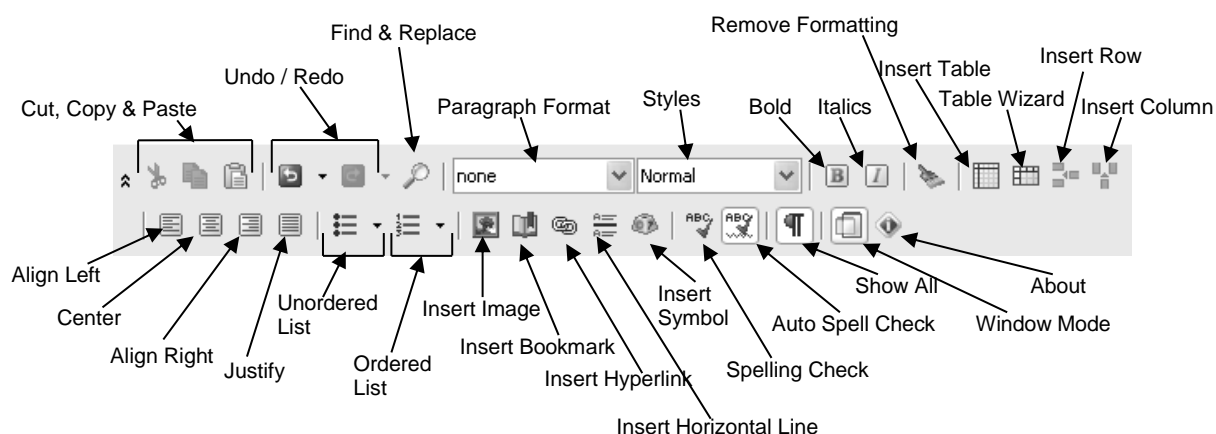 Remove Formatting
Find & Replace
Insert Row
Undo / Redo
Insert Table
Cut, Copy & Paste
Paragraph Format
Styles
Bold
Italics
Table Wizard
Insert Column
none
Normal
B
I
ABC
ABC
Align Left
Center
Align Right
Justify
Unordered
List
Ordered
List
Insert Image
Insert Bookmark
Insert Hyperlink
Insert Horizontal Line
Insert
Symbol
Spelling Check
Auto Spell Check
Show All
Window Mode
About